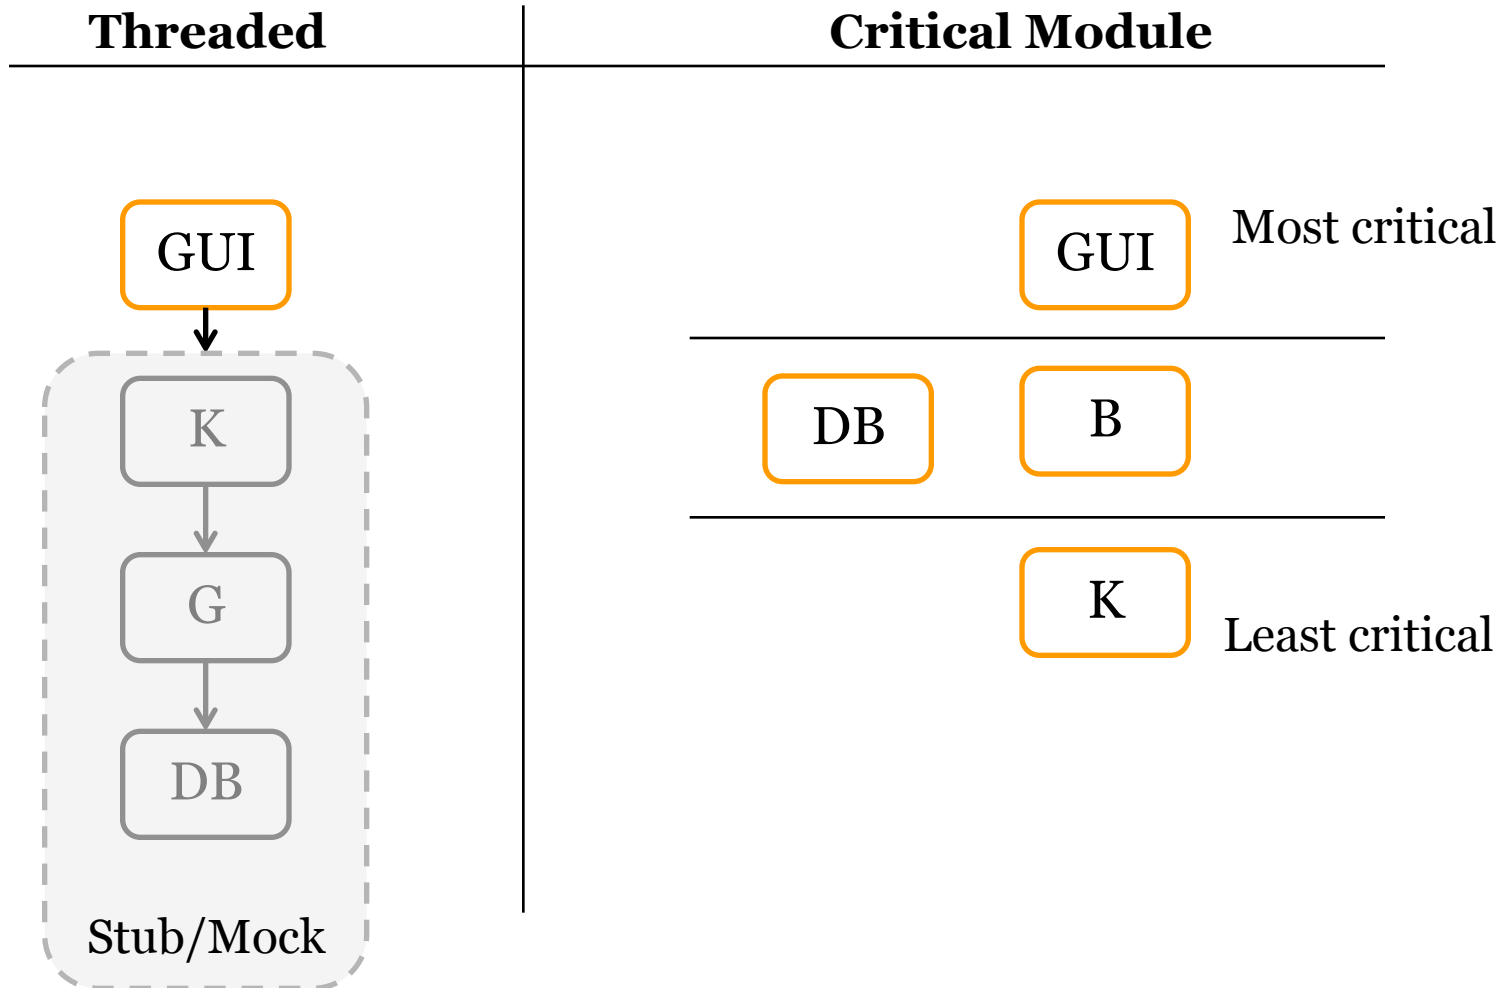 Threaded
Critical Module
GUI
K
G
DB
Stub/Mock
GUI
Most critical
DB
B
K
Least critical